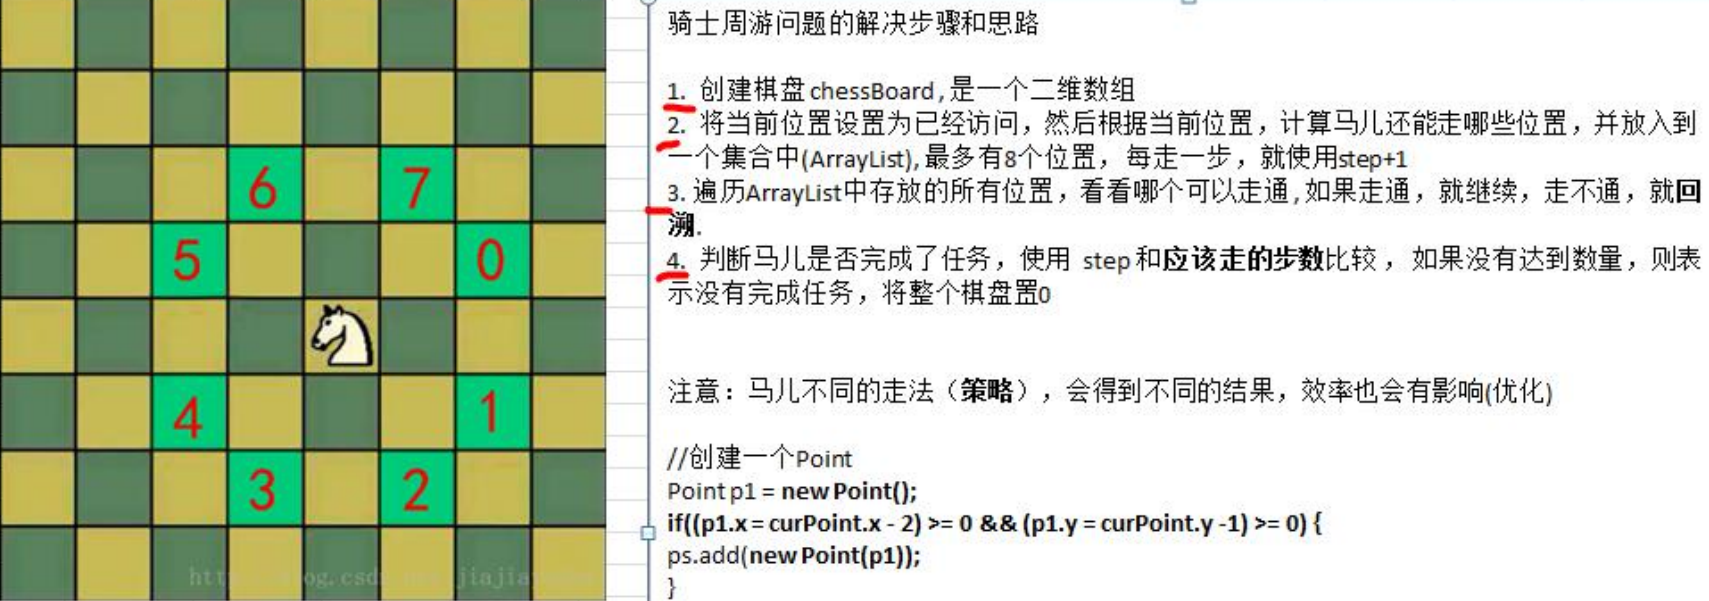 骑士周游问题的解决步骤和思路
1. 创建棋盘 chessBoard , 是一个二维数组
2. 将当前位置设置为已经访问，然后根据当前位置，计算马儿还能走哪些位置，并放入到
一个集合中(ArrayList), 最多有8个位置， 每走一步，就使用step+1
3. 遍历ArrayList中存放的所有位置，看看哪个可以走通 , 如果走通，就继续，走不通，就回
溯.
4. 判断马儿是否完成了任务，使用 step 和应该走的步数比较 ， 如果没有达到数量，则表
示没有完成任务，将整个棋盘置0
注意：马儿不同的走法（策略），会得到不同的结果，效率也会有影响(优化)
//创建一个Point
Point p1 = new Point();
if((p1.x = curPoint.x - 2) >= 0 && (p1.y = curPoint.y -1) >= 0) {
ps.add(new Point(p1));
}
6 7
5 0
4 1
3 2